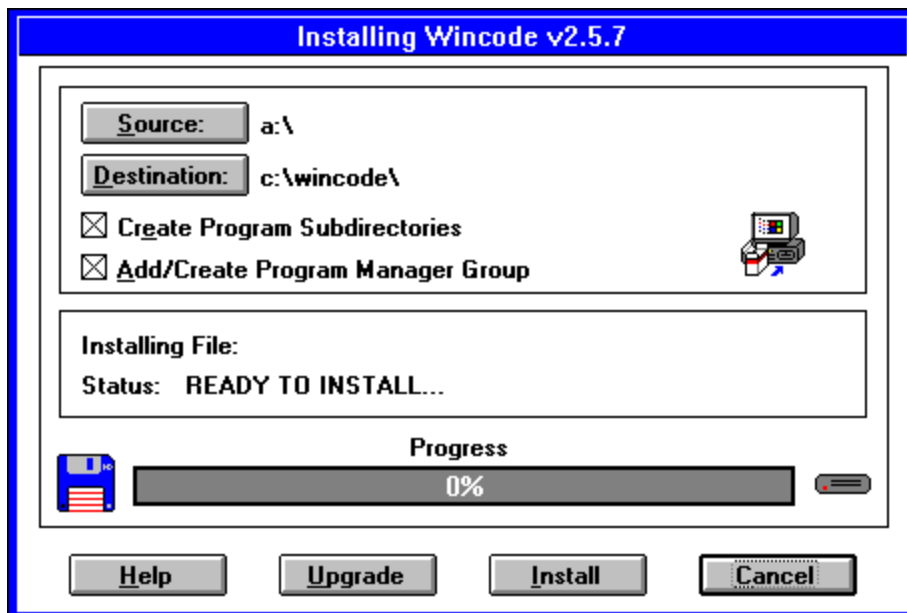 Installing Wincode v2.5.7
Source: a:\
Destination: c:\wincode\
Create Program Subdirectories
Add/Create Program Manager Group
Installing File:
Status: READY TO INSTALL...
Progress
0%
Help Upgrade Install Cancel